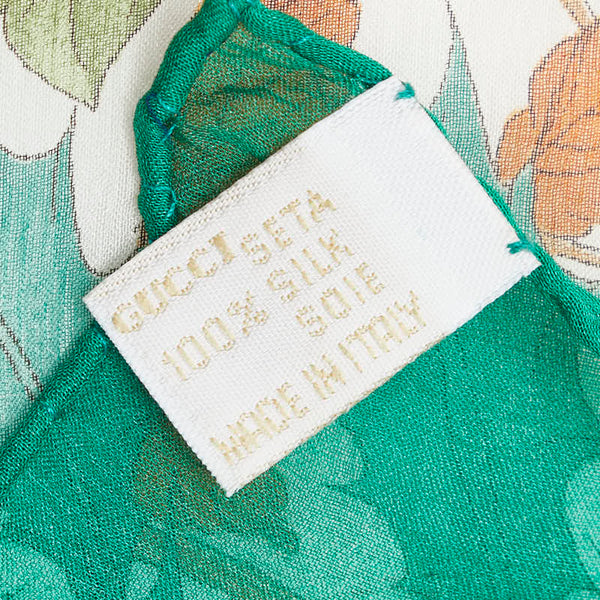 GUCCI
SETA
100% SILK
SOIE
MADE IN ITALY